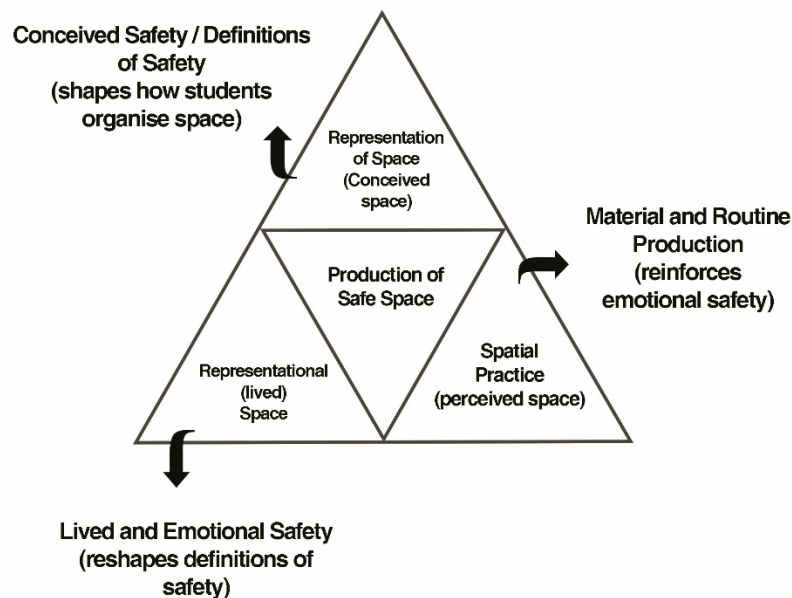 Conceived Safety / Definitions
of Safety
(shapes how students
organise space)
Representation
of Space
(Conceived
space)
Material and Routine
Production
(reinforces
emotional safety)
Production of
Safe Space
Representational
(lived)
Space
Spatial
Practice
(perceived space)
Lived and Emotional Safety
(reshapes definitions of
safety)